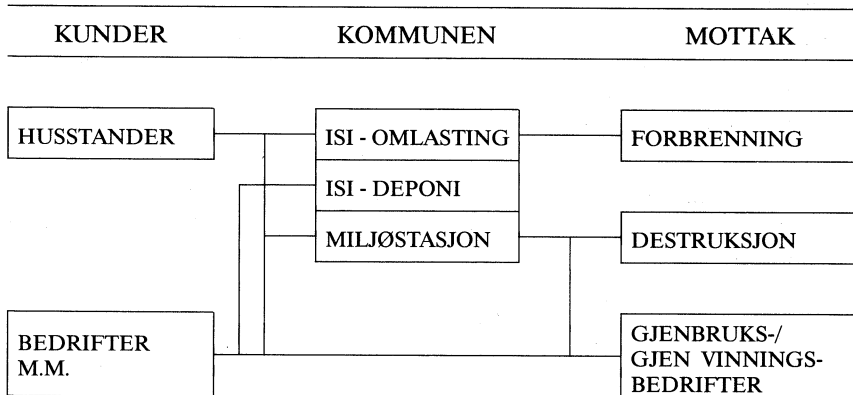 KUNDER KOMMUNEN MOTTAK
HUSSTANDER ISI - OMLASTING FORBRENNING
ISI - DEPONI
MILJØSTASJON DESTRUKSJON
BEDRIFTER
M.M.
GJENBRUKS-/
GJEN VINNINGS-
BEDRIFTER